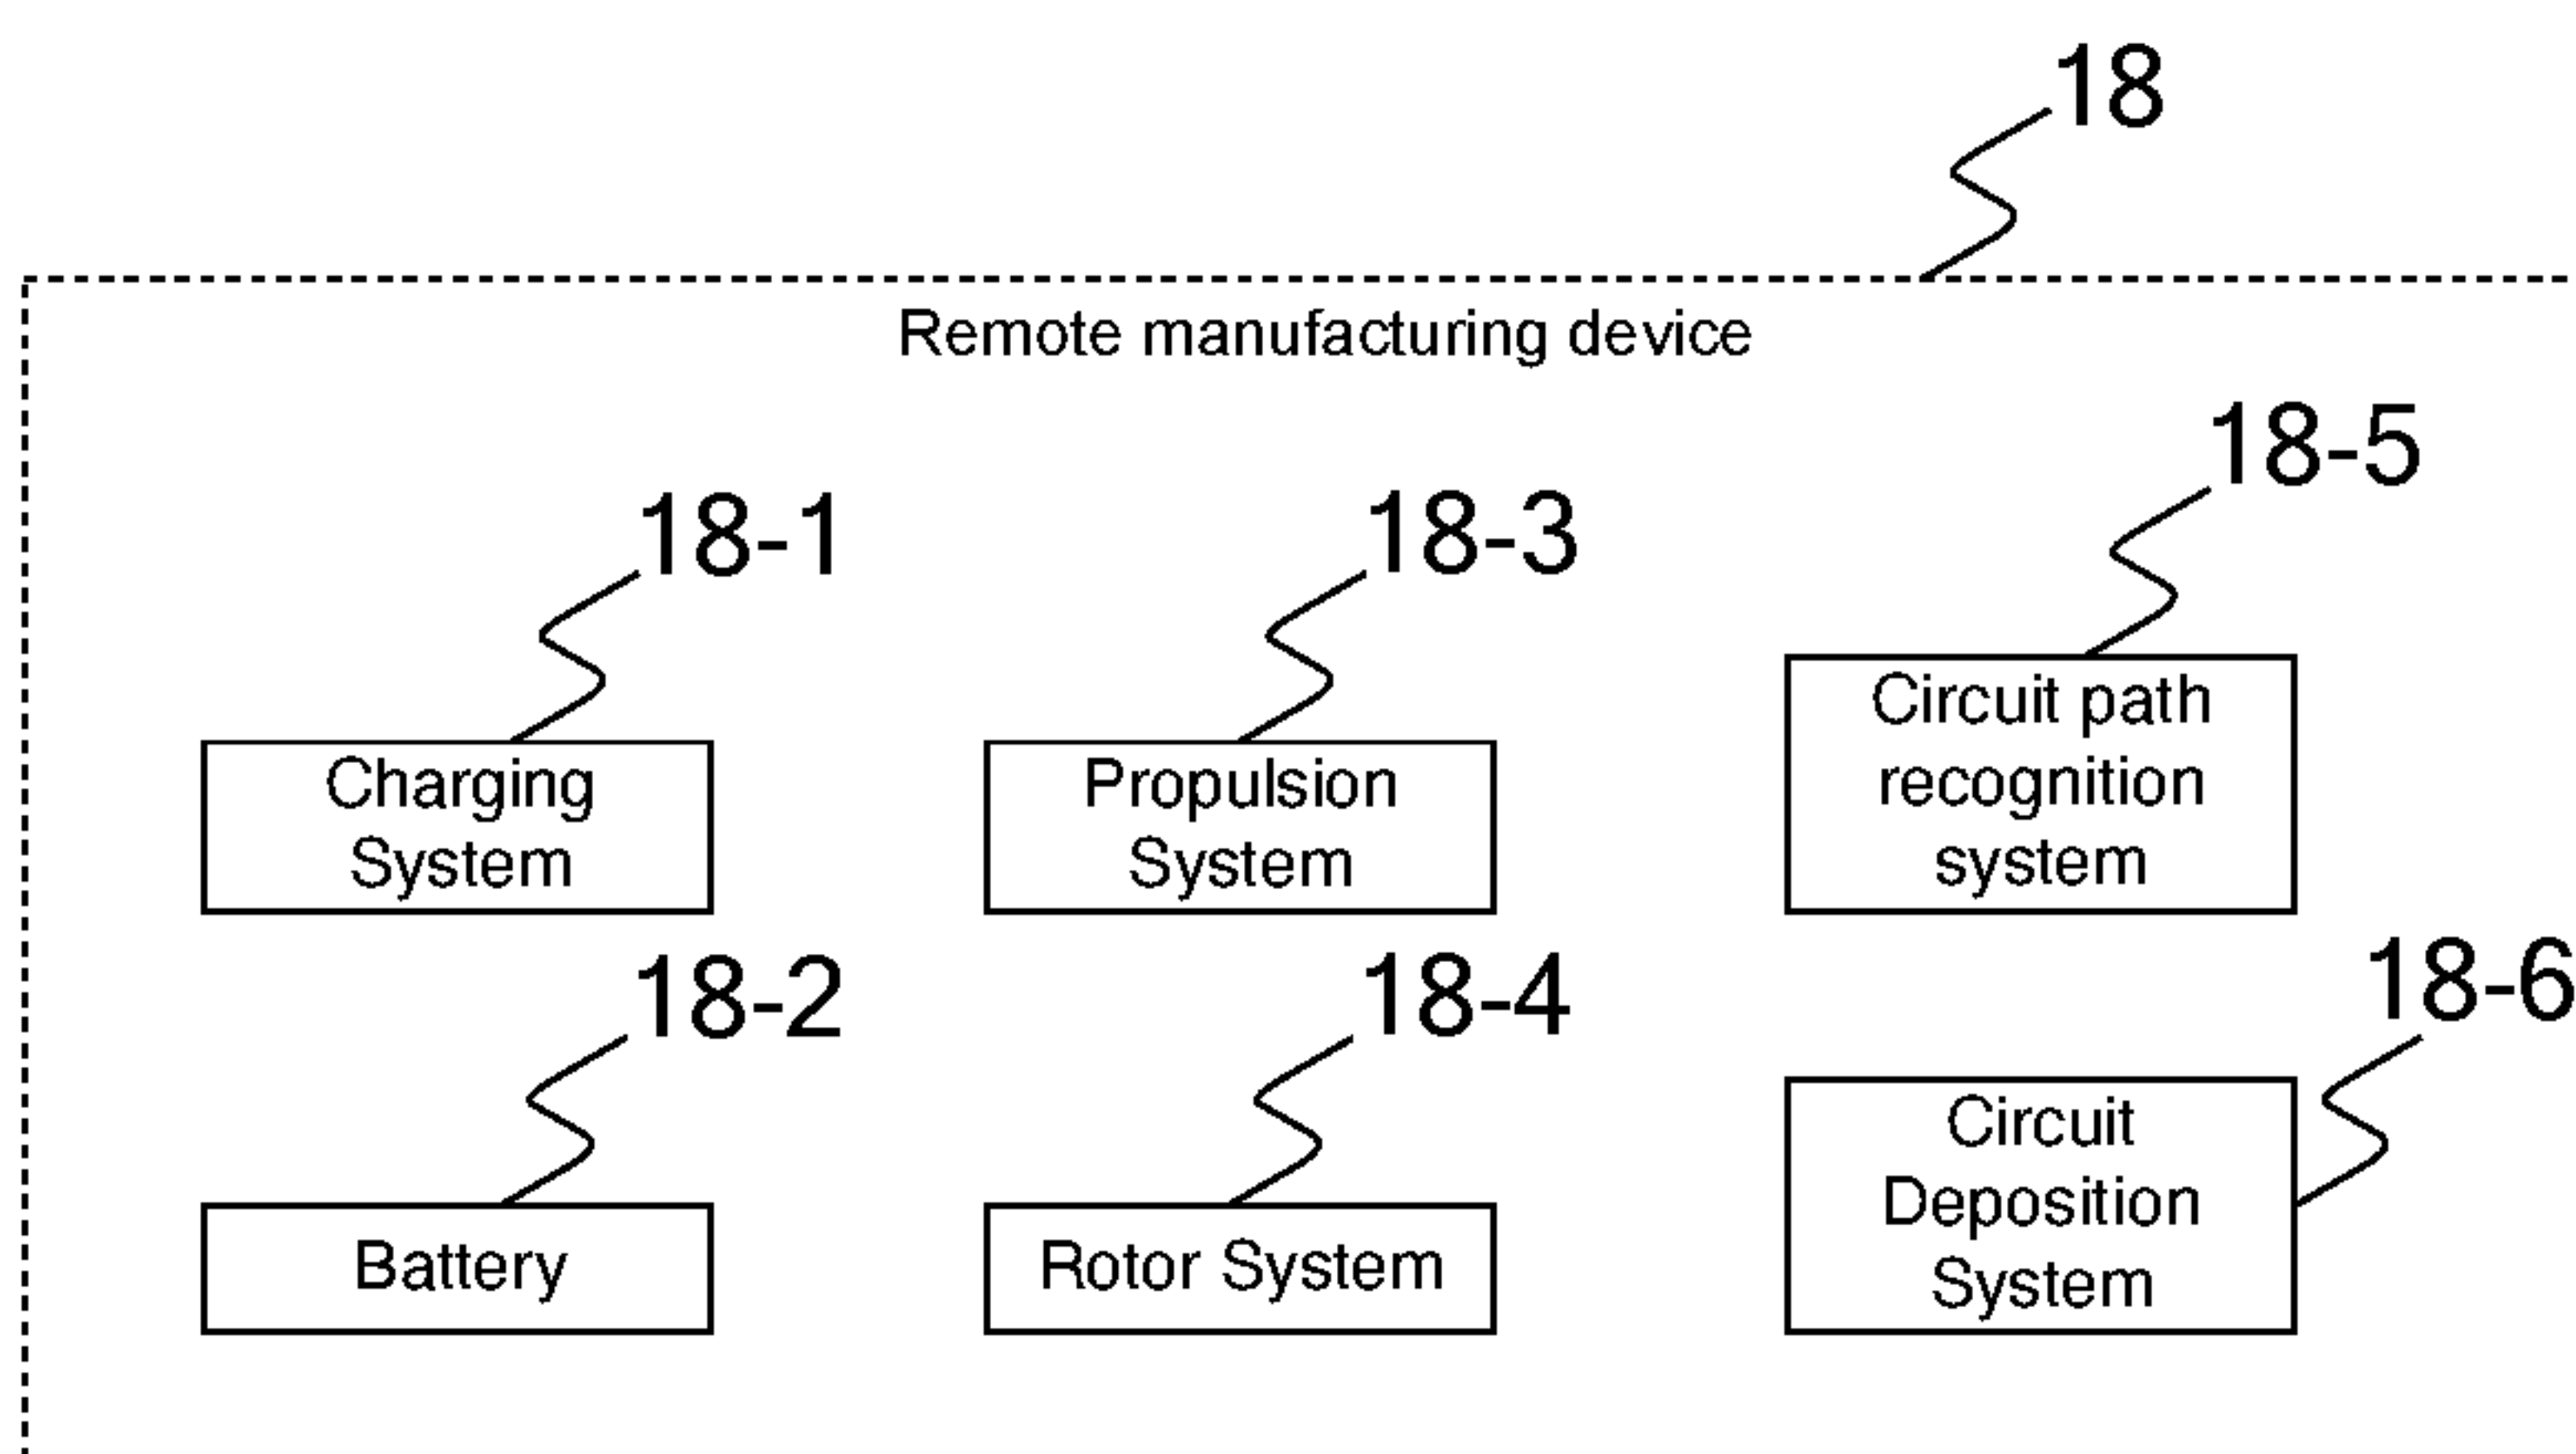 18
Remote manufacturing device
18-1
Charging
System
18-3
Propulsion
System
18-5
Circuit path
recognition
system
18-2
Battery
18-4
Rotor System
18-6
Circuit
Deposition
System